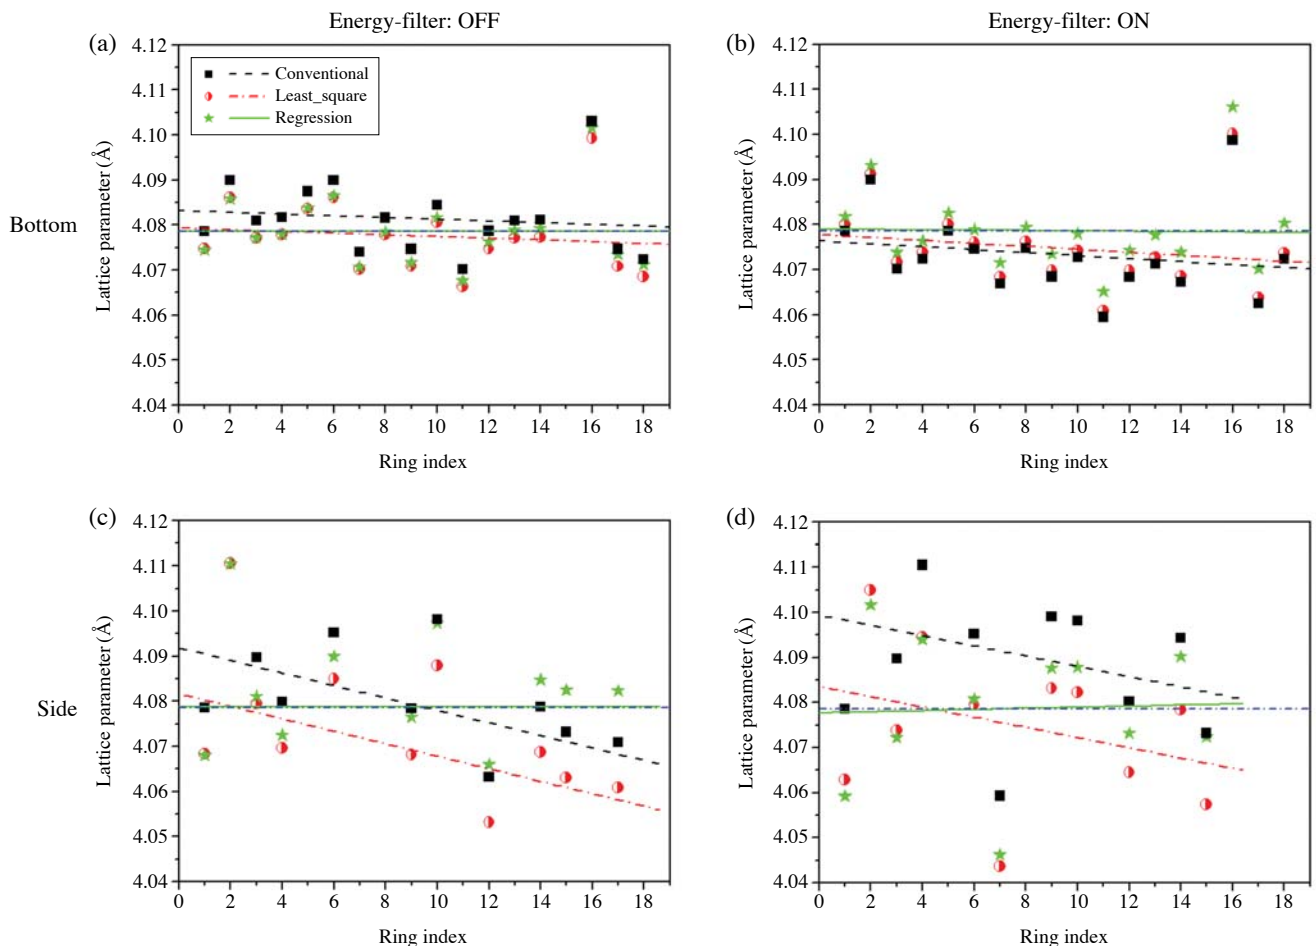 Energy-filter: OFF
Energy-filter: ON
(a)
4.12
4.11
4.10
4.09
4.08
4.07
4.06
4.05
4.04
Lattice parameter (Å)
Conventional
Least_square
Regression
0 2 4 6 8 10 12 14 16 18
Ring index
Bottom
(b)
4.12
4.11
4.10
4.09
4.08
4.07
4.06
4.05
4.04
Lattice parameter (Å)
0 2 4 6 8 10 12 14 16 18
Ring index
(c)
4.12
4.11
4.10
4.09
4.08
4.07
4.06
4.05
4.04
Lattice parameter (Å)
0 2 4 6 8 10 12 14 16 18
Ring index
Side
(d)
4.12
4.11
4.10
4.09
4.08
4.07
4.06
4.05
4.04
Lattice parameter (Å)
0 2 4 6 8 10 12 14 16 18
Ring index